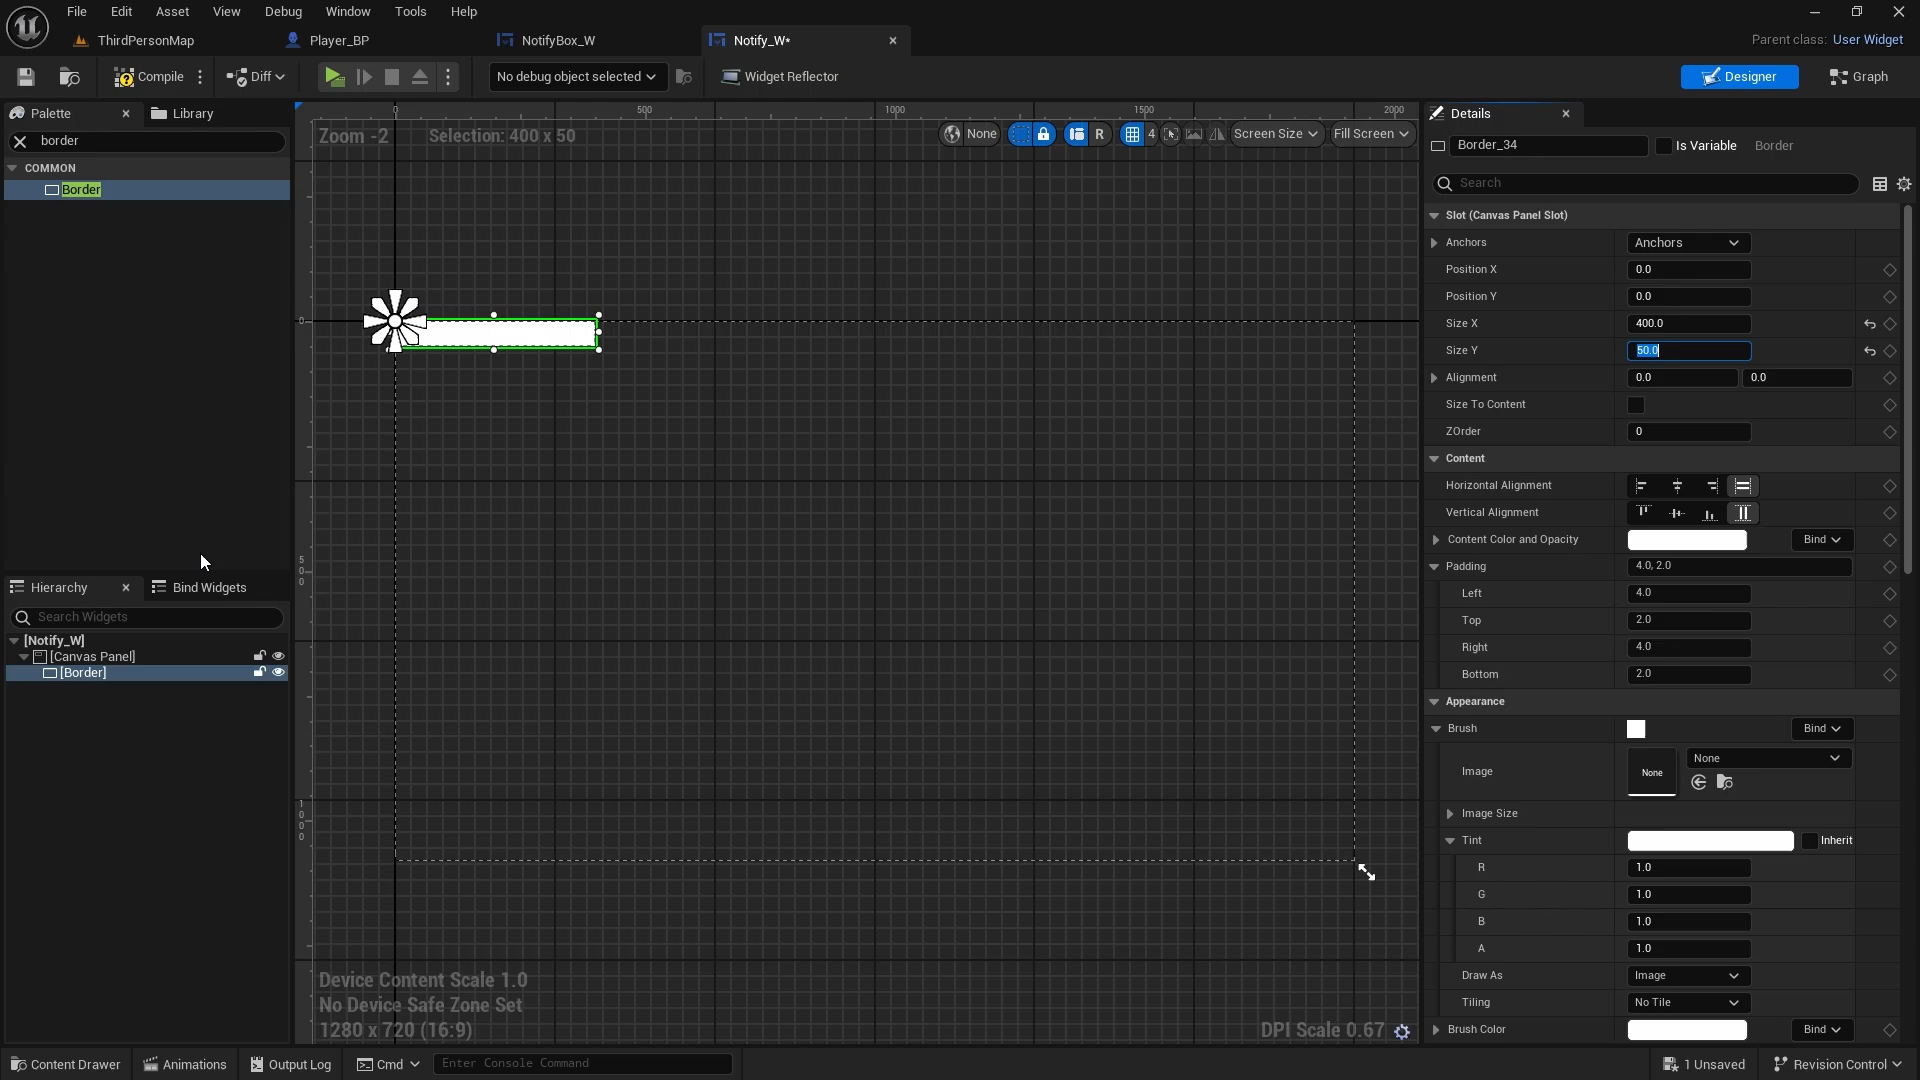 File Edit Asset View Debug Window Tools Help
ThirdPersonMap Player_BP NotifyBox_W Notify_W*
Parent class: User Widget
Compile Diff No debug object selected Widget Reflector Designer Graph
Palette Library
border
COMMON
Border
Hierarchy Bind Widgets
Search Widgets
[Notify_W]
[Canvas Panel]
[Border]
0 500 1000 1500 2000
Zoom -2 Selection: 400 x 50
None R 4 Screen Size Fill Screen
0
500
1000
Device Content Scale 1.0
No Device Safe Zone Set
1280 x 720 (16:9)
DPI Scale 0.67
Details
Border_34 Is Variable Border
Search
Slot (Canvas Panel Slot)
Anchors Anchors
Position X 0.0
Position Y 0.0
Size X 400.0
Size Y 50.0
Alignment 0.0 0.0
Size To Content
ZOrder 0
Content
Horizontal Alignment
Vertical Alignment
Content Color and Opacity Bind
Padding 4.0, 2.0
Left 4.0
Top 2.0
Right 4.0
Bottom 2.0
Appearance
Brush Bind
Image None None
Image Size
Tint Inherit
R 1.0
G 1.0
B 1.0
A 1.0
Draw As Image
Tiling No Tile
Brush Color Bind
Content Drawer Animations Output Log Cmd Enter Console Command 1 Unsaved Revision Control